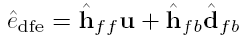 ê_dfe = ĥ_ff u + ĥ_fb d̂_fb